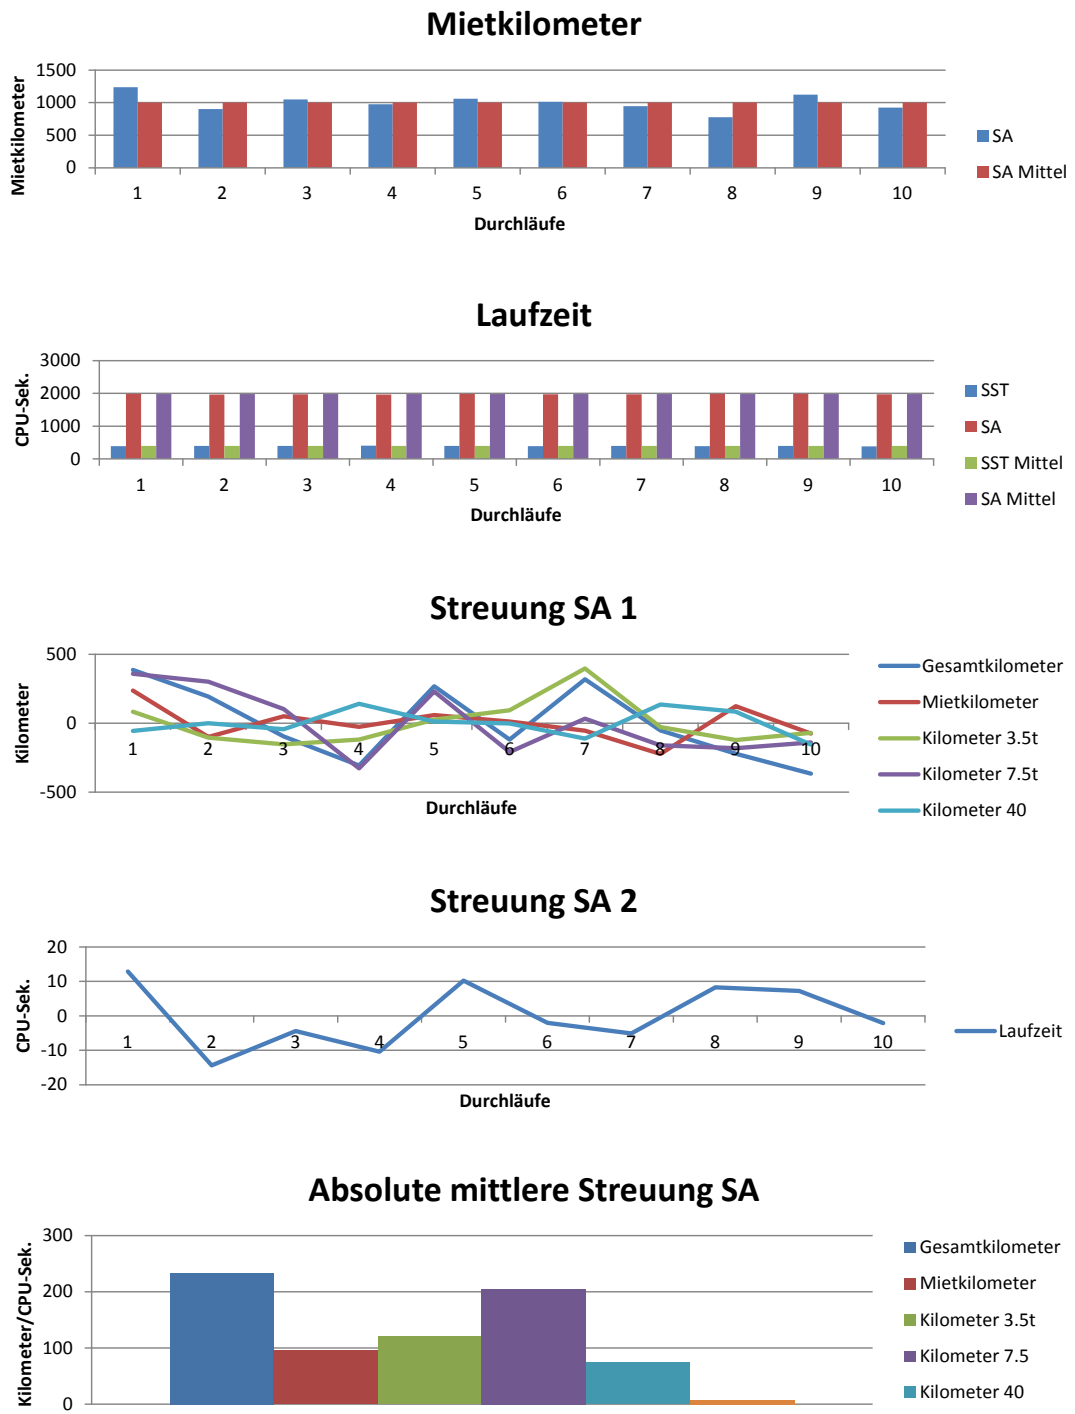 Mietkilometer
Mietkilometer
1500
1000
500
0
1 2 3 4 5 6 7 8 9 10
Durchläufe
SA
SA Mittel
Laufzeit
CPU-Sek.
3000
2000
1000
0
1 2 3 4 5 6 7 8 9 10
Durchläufe
SST
SA
SST Mittel
SA Mittel
Streuung SA 1
Kilometer
500
0
-500
1 2 3 4 5 6 7 8 9 10
Durchläufe
Gesamtkilometer
Mietkilometer
Kilometer 3.5t
Kilometer 7.5t
Kilometer 40
Streuung SA 2
CPU-Sek.
20
10
0
-10
-20
1 2 3 4 5 6 7 8 9 10
Durchläufe
Laufzeit
Absolute mittlere Streuung SA
Kilometer/CPU-Sek.
300
200
100
0
Gesamtkilometer
Mietkilometer
Kilometer 3.5t
Kilometer 7.5
Kilometer 40